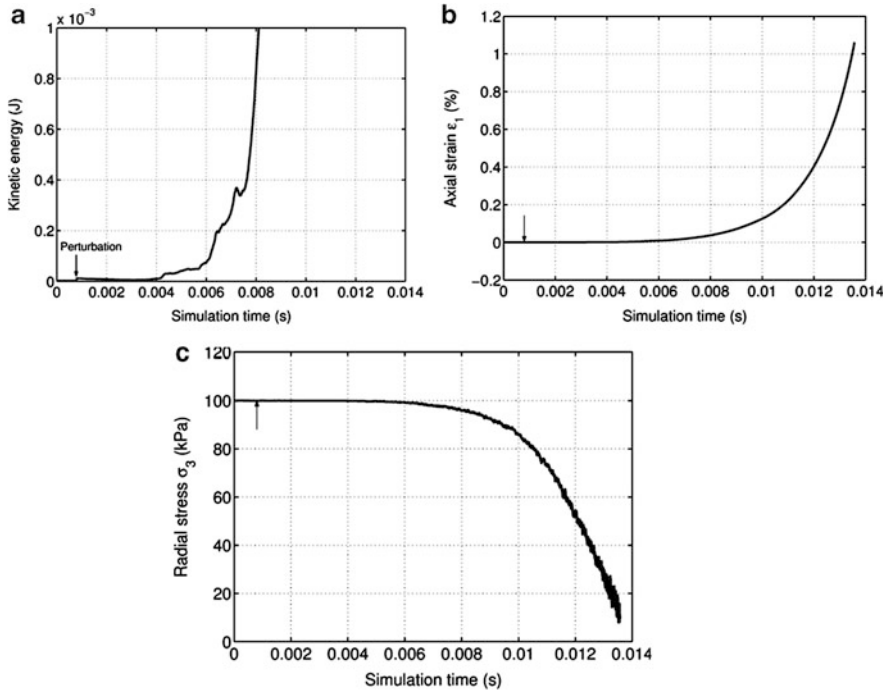 a
x 10⁻³
1
0.8
0.6
0.4
0.2
0
Kinetic energy (J)
Perturbation
0 0.002 0.004 0.006 0.008 0.01 0.012 0.014
Simulation time (s)
b
1.2
1
0.8
0.6
0.4
0.2
0
−0.2
Axial strain ε₁ (%)
0 0.002 0.004 0.006 0.008 0.010 0.012 0.014
Simulation time (s)
c
120
100
80
60
40
20
0
Radial stress σ₃ (kPa)
0 0.002 0.004 0.006 0.008 0.01 0.012 0.014
Simulation time (s)